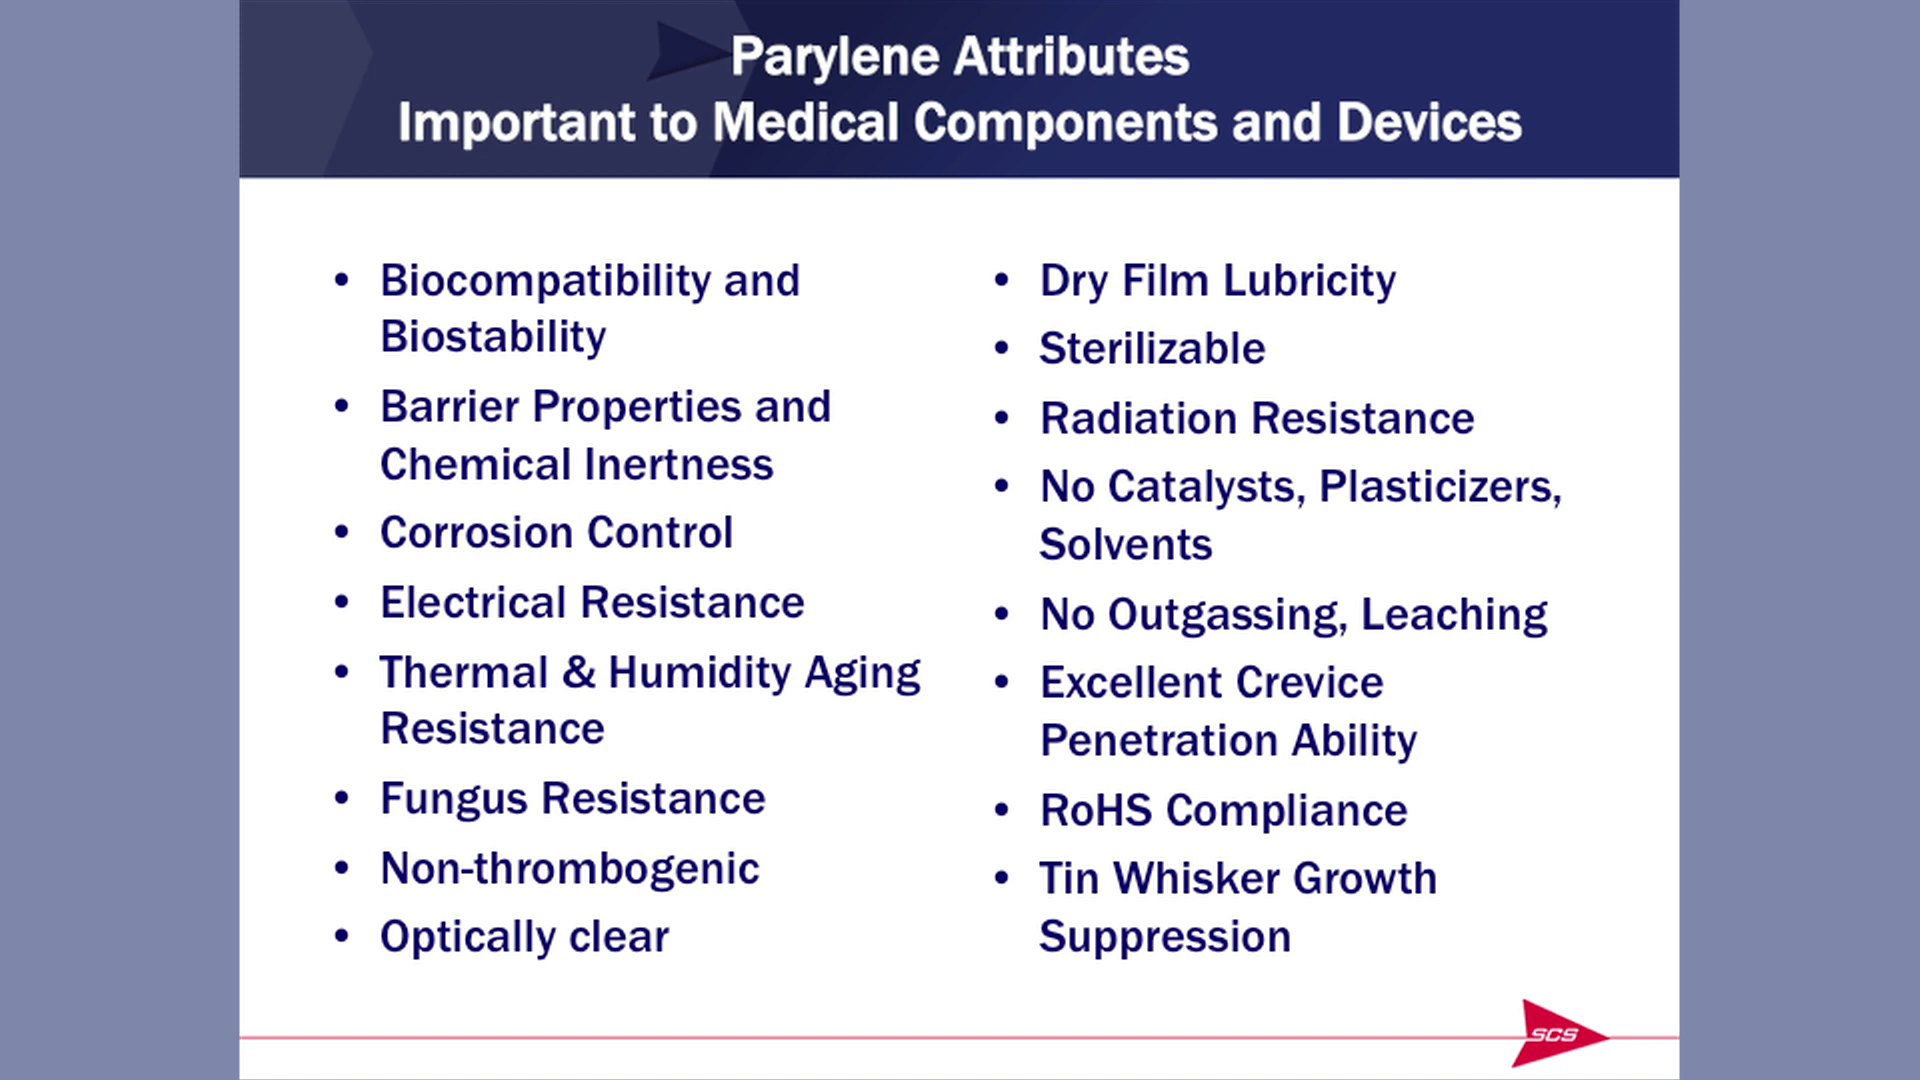 Parylene Attributes
Important to Medical Components and Devices
• Biocompatibility and
Biostability
• Barrier Properties and
Chemical Inertness
• Corrosion Control
• Electrical Resistance
• Thermal & Humidity Aging
Resistance
• Fungus Resistance
• Non-thrombogenic
• Optically clear
• Dry Film Lubricity
• Sterilizable
• Radiation Resistance
• No Catalysts, Plasticizers,
Solvents
• No Outgassing, Leaching
• Excellent Crevice
Penetration Ability
• RoHS Compliance
• Tin Whisker Growth
Suppression
SCS